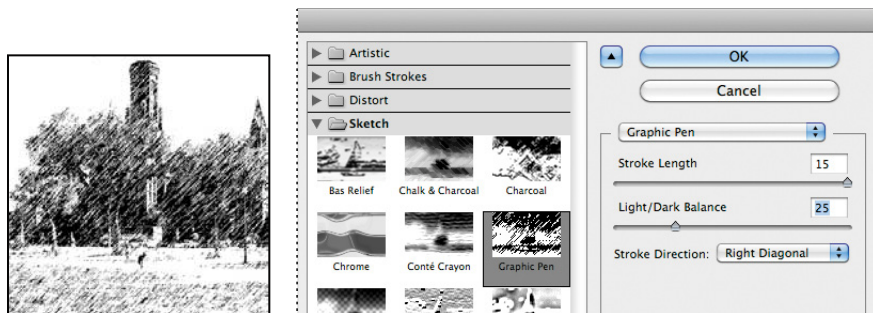 Artistic
Brush Strokes
Distort
Sketch
Bas Relief
Chalk & Charcoal
Charcoal
Chrome
Conté Crayon
Graphic Pen
OK
Cancel
Graphic Pen
Stroke Length 15
Light/Dark Balance 25
Stroke Direction: Right Diagonal